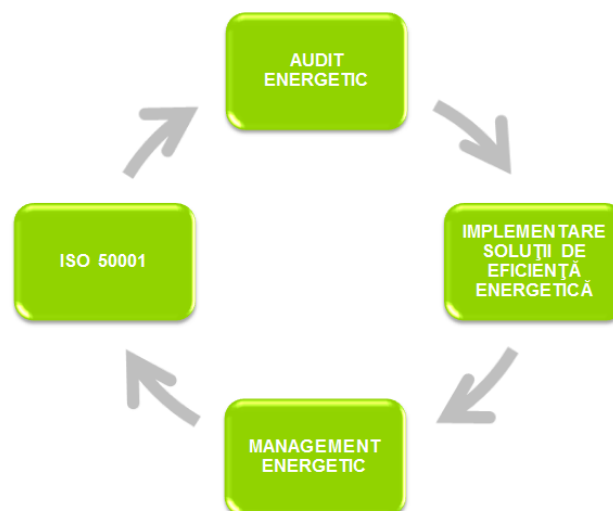 AUDIT
ENERGETIC
IMPLEMENTARE
SOLUŢII DE
EFICIENŢĂ
ENERGETICĂ
MANAGEMENT
ENERGETIC
ISO 50001